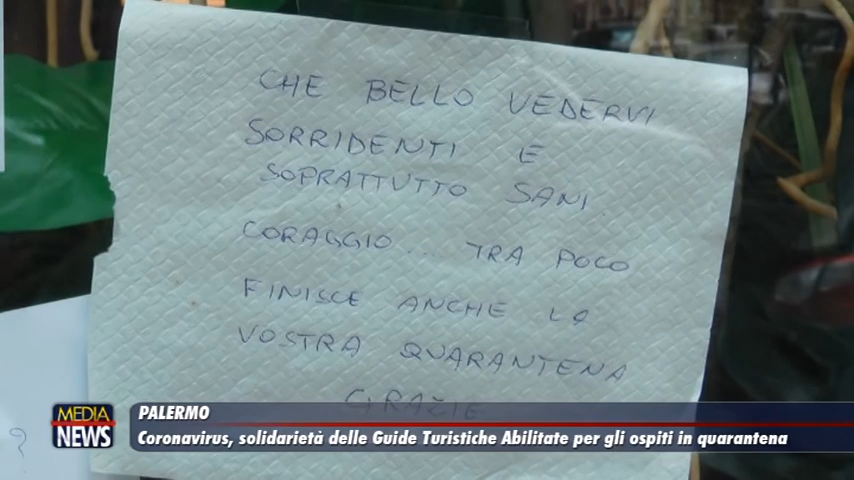 CHE BELLO VEDERVI
SORRIDENTI E
SOPRATTUTTO SANI.
CORAGGIO... TRA POCO
FINISCE ANCHE LA
VOSTRA QUARANTENA
GRAZIE
?
MEDIA
NEWS
PALERMO
Coronavirus, solidarietà delle Guide Turistiche Abilitate per gli ospiti in quarantena